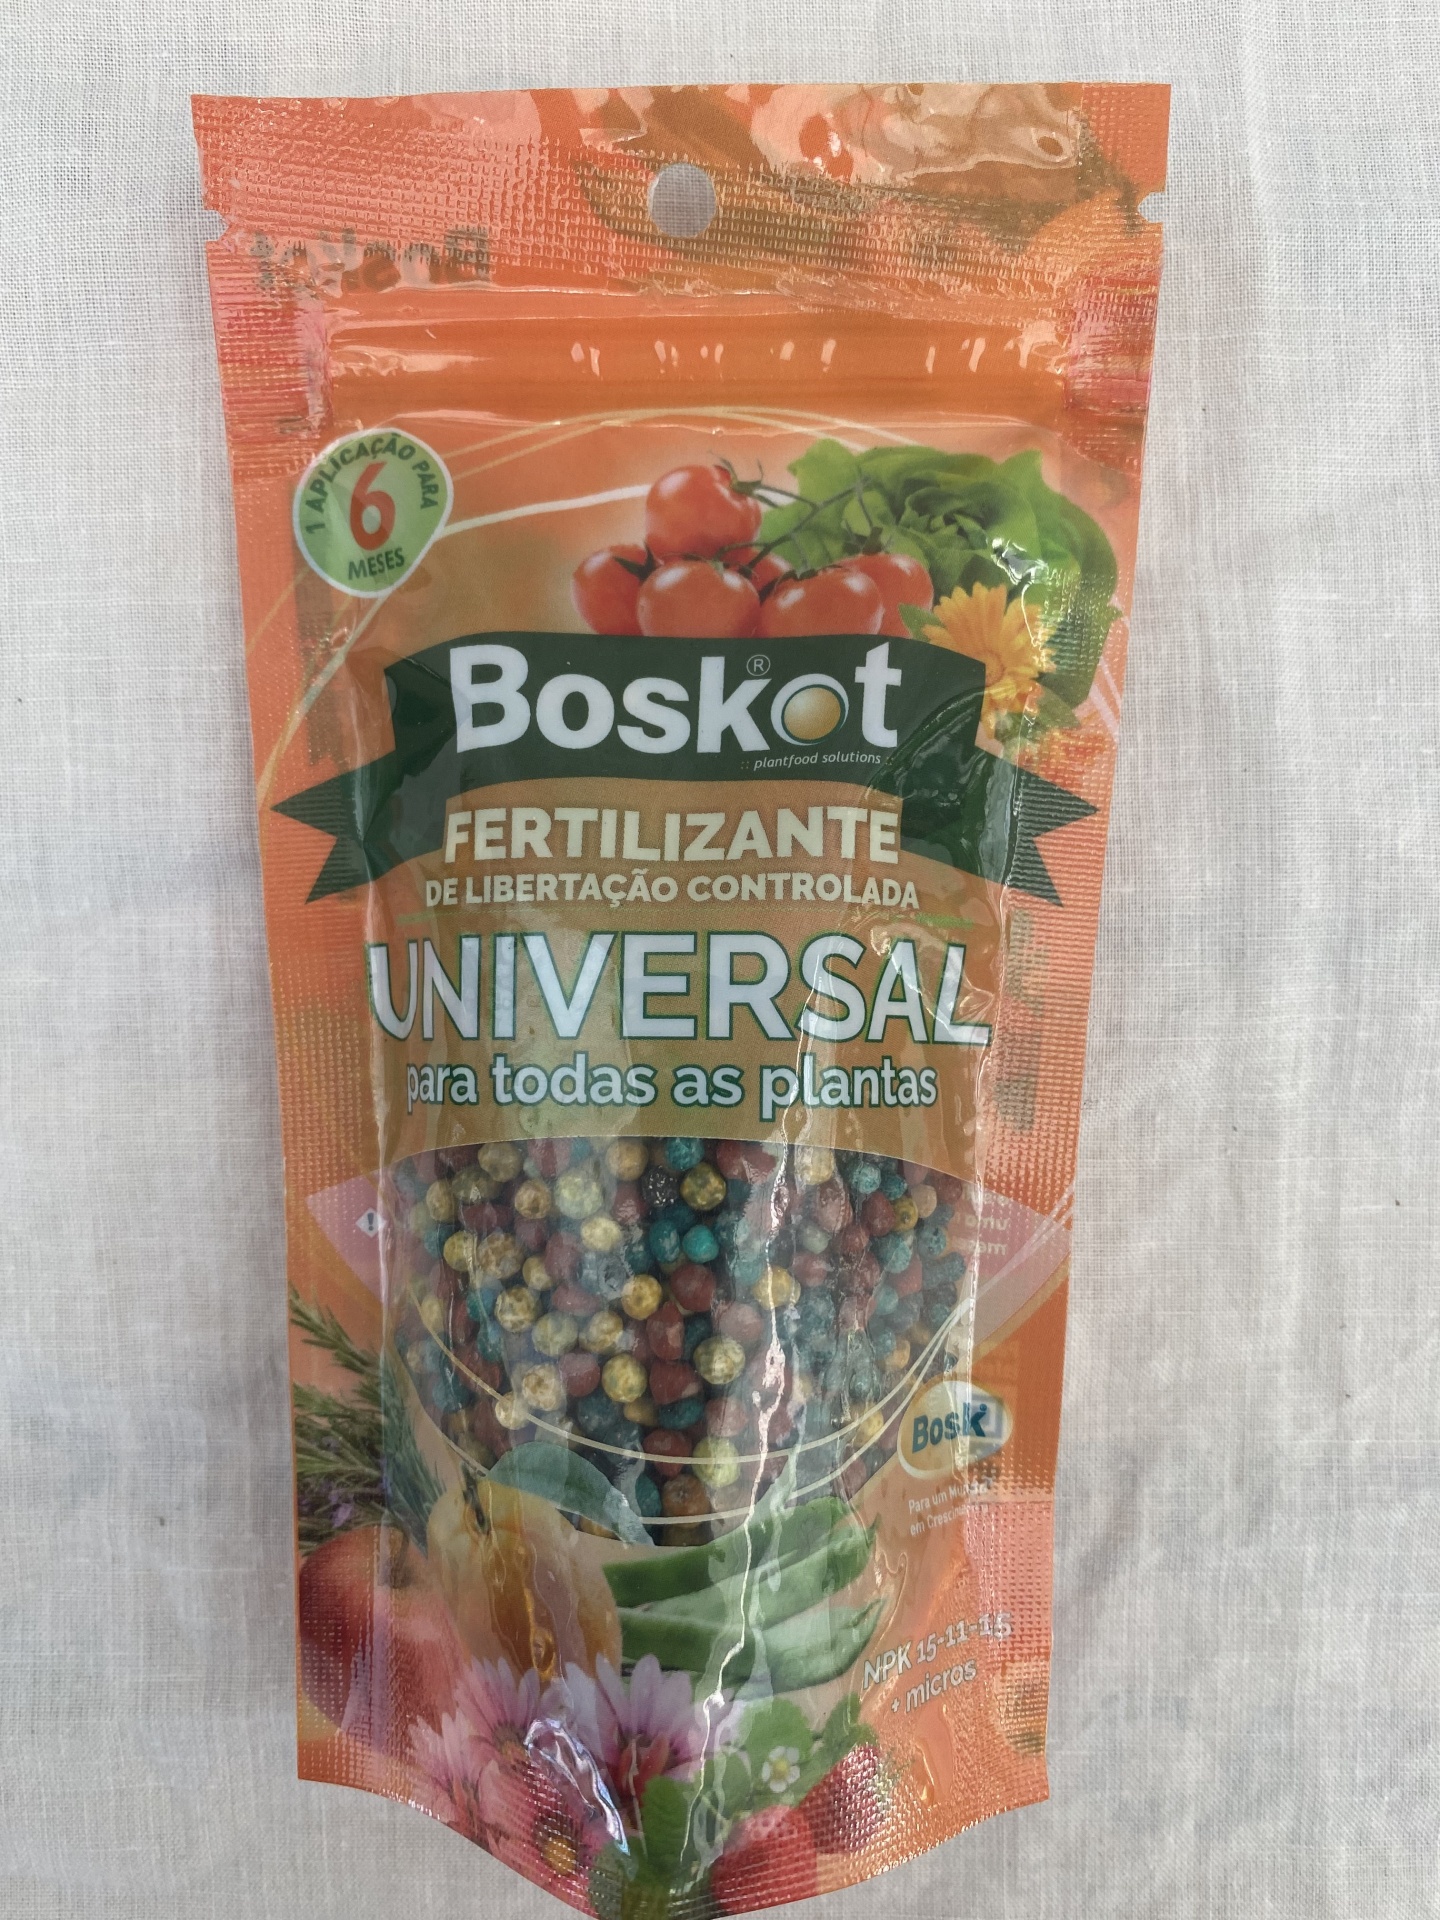 1 APLICAÇÃO PARA
6
MESES
Boskot®
:: plantfood solutions ::
FERTILIZANTE
DE LIBERTAÇÃO CONTROLADA
UNIVERSAL
para todas as plantas
Boski
Para um Mundo
em Crescimento
NPK 15-11-15
+ micros